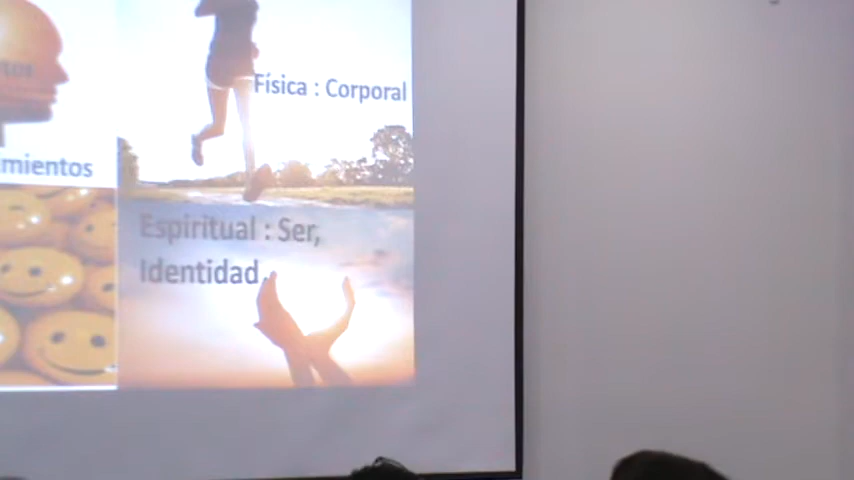 Física : Corporal
mientos
Espiritual : Ser,
Identidad